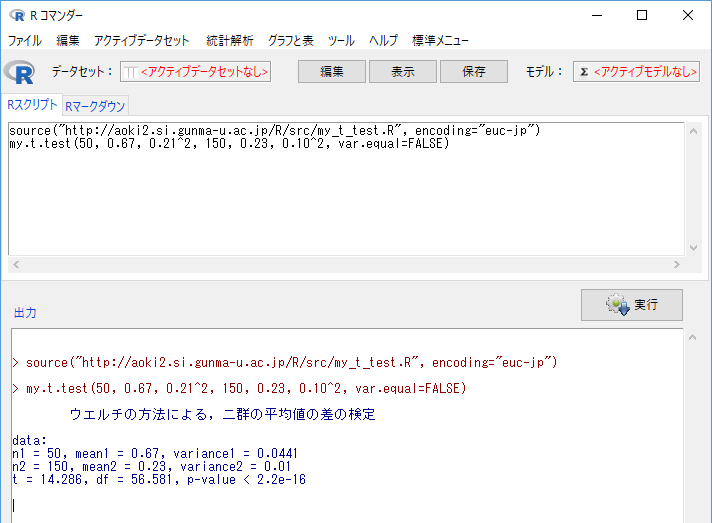 R コマンダー
ファイル 編集 アクティブデータセット 統計解析 グラフと表 ツール ヘルプ 標準メニュー
R データセット： <アクティブデータセットなし> 編集 表示 保存 モデル： Σ <アクティブモデルなし>
Rスクリプト Rマークダウン
source("http://aoki2.si.gunma-u.ac.jp/R/src/my_t_test.R", encoding="euc-jp")
my.t.test(50, 0.67, 0.21^2, 150, 0.23, 0.10^2, var.equal=FALSE)
実行
出力
> source("http://aoki2.si.gunma-u.ac.jp/R/src/my_t_test.R", encoding="euc-jp")
> my.t.test(50, 0.67, 0.21^2, 150, 0.23, 0.10^2, var.equal=FALSE)
ウエルチの方法による，二群の平均値の差の検定
data:
n1 = 50, mean1 = 0.67, variance1 = 0.0441
n2 = 150, mean2 = 0.23, variance2 = 0.01
t = 14.286, df = 56.581, p-value < 2.2e-16